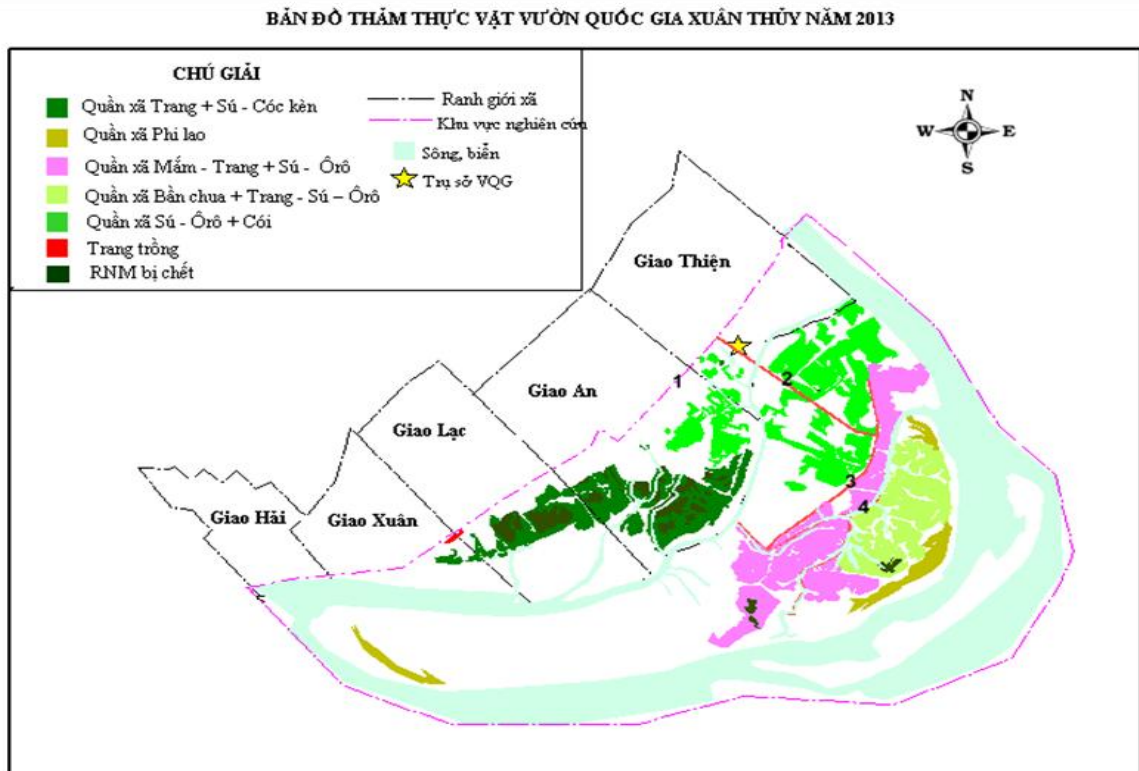 BẢN ĐỒ THẢM THỰC VẬT VƯỜN QUỐC GIA XUÂN THỦY NĂM 2013
CHÚ GIẢI
Quần xã Trang + Sú - Cóc kèn
Quần xã Phi lao
Quần xã Mắm - Trang + Sú - Ôrô
Quần xã Bần chua + Trang - Sú – Ôrô
Quần xã Sú - Ôrô + Cói
Trang trồng
RNM bị chết
Ranh giới xã
Khu vực nghiên cứu
Sông, biển
Trụ sở VQG
N
W E
S
Giao Thiện
1
2
Giao An
Giao Lạc
3
4
Giao Hải
Giao Xuân